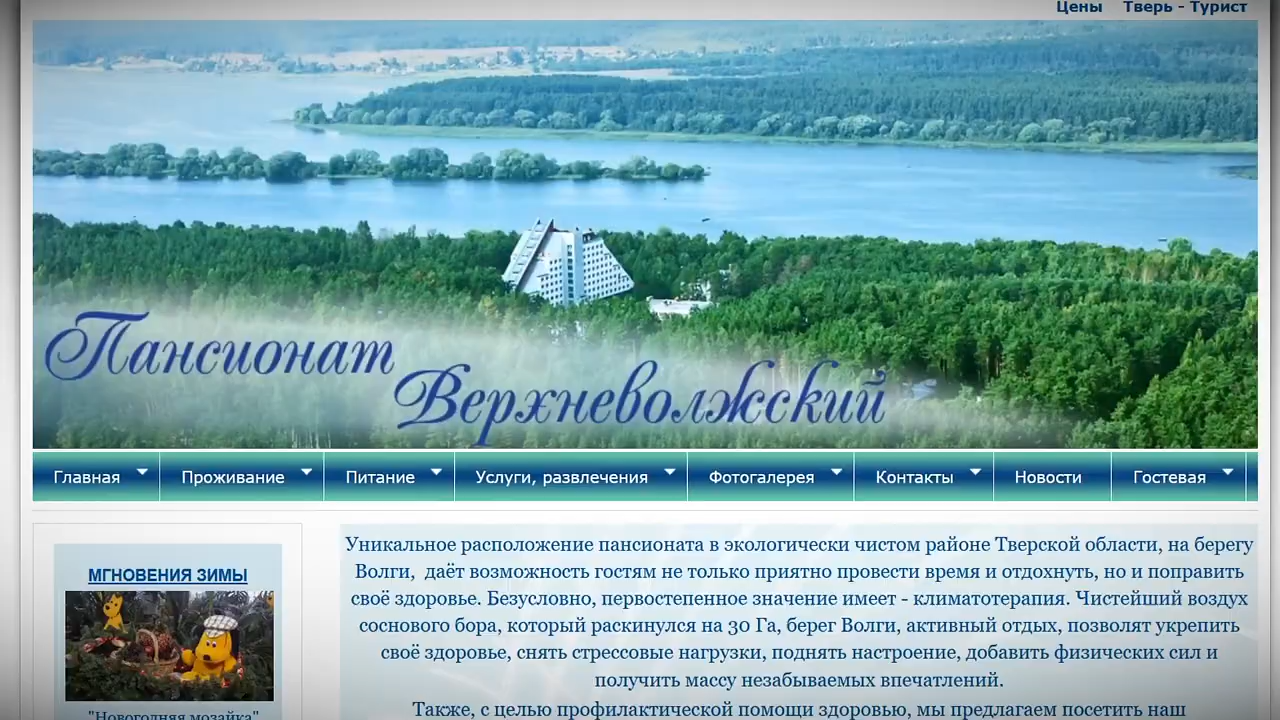 Цены Тверь - Турист
Пансионат
Верхневолжский
Главная Проживание Питание Услуги, развлечения Фотогалерея Контакты Новости Гостевая
МГНОВЕНИЯ ЗИМЫ
"Новогодняя мозайка"
Уникальное расположение пансионата в экологически чистом районе Тверской области, на берегу
Волги, даёт возможность гостям не только приятно провести время и отдохнуть, но и поправить
своё здоровье. Безусловно, первостепенное значение имеет - климатотерапия. Чистейший воздух
соснового бора, который раскинулся на 30 Га, берег Волги, активный отдых, позволят укрепить
своё здоровье, снять стрессовые нагрузки, поднять настроение, добавить физических сил и
получить массу незабываемых впечатлений.
Также, с целью профилактической помощи здоровью, мы предлагаем посетить наш